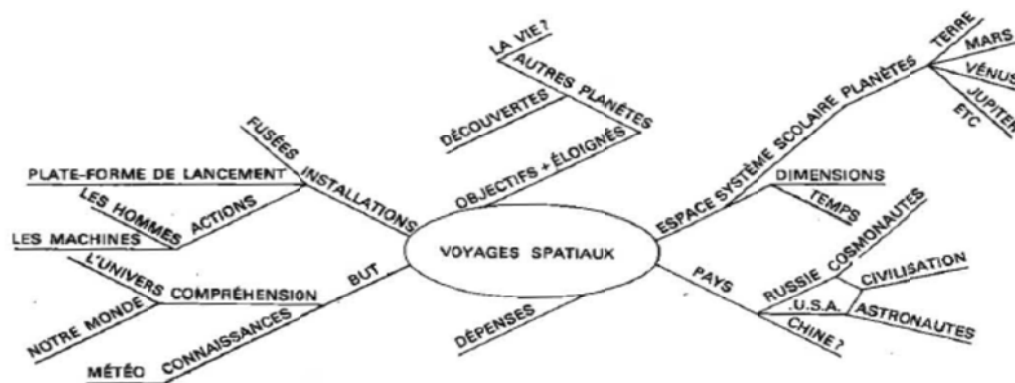 LA VIE?
AUTRES PLANÈTES
DÉCOUVERTES
OBJECTIFS + ÉLOIGNÉS
FUSÉES
INSTALLATIONS
PLATE-FORME DE LANCEMENT
LES HOMMES
ACTIONS
LES MACHINES
L'UNIVERS
COMPRÉHENSION
BUT
NOTRE MONDE
CONNAISSANCES
MÉTÉO
VOYAGES SPATIAUX
DÉPENSES
ESPACE SYSTÈME SCOLAIRE PLANÈTES
TERRE
MARS
VÉNUS
JUPITER
ETC
DIMENSIONS
TEMPS
PAYS
RUSSIE COSMONAUTES
CIVILISATION
.U.S.A.
ASTRONAUTES
CHINE?